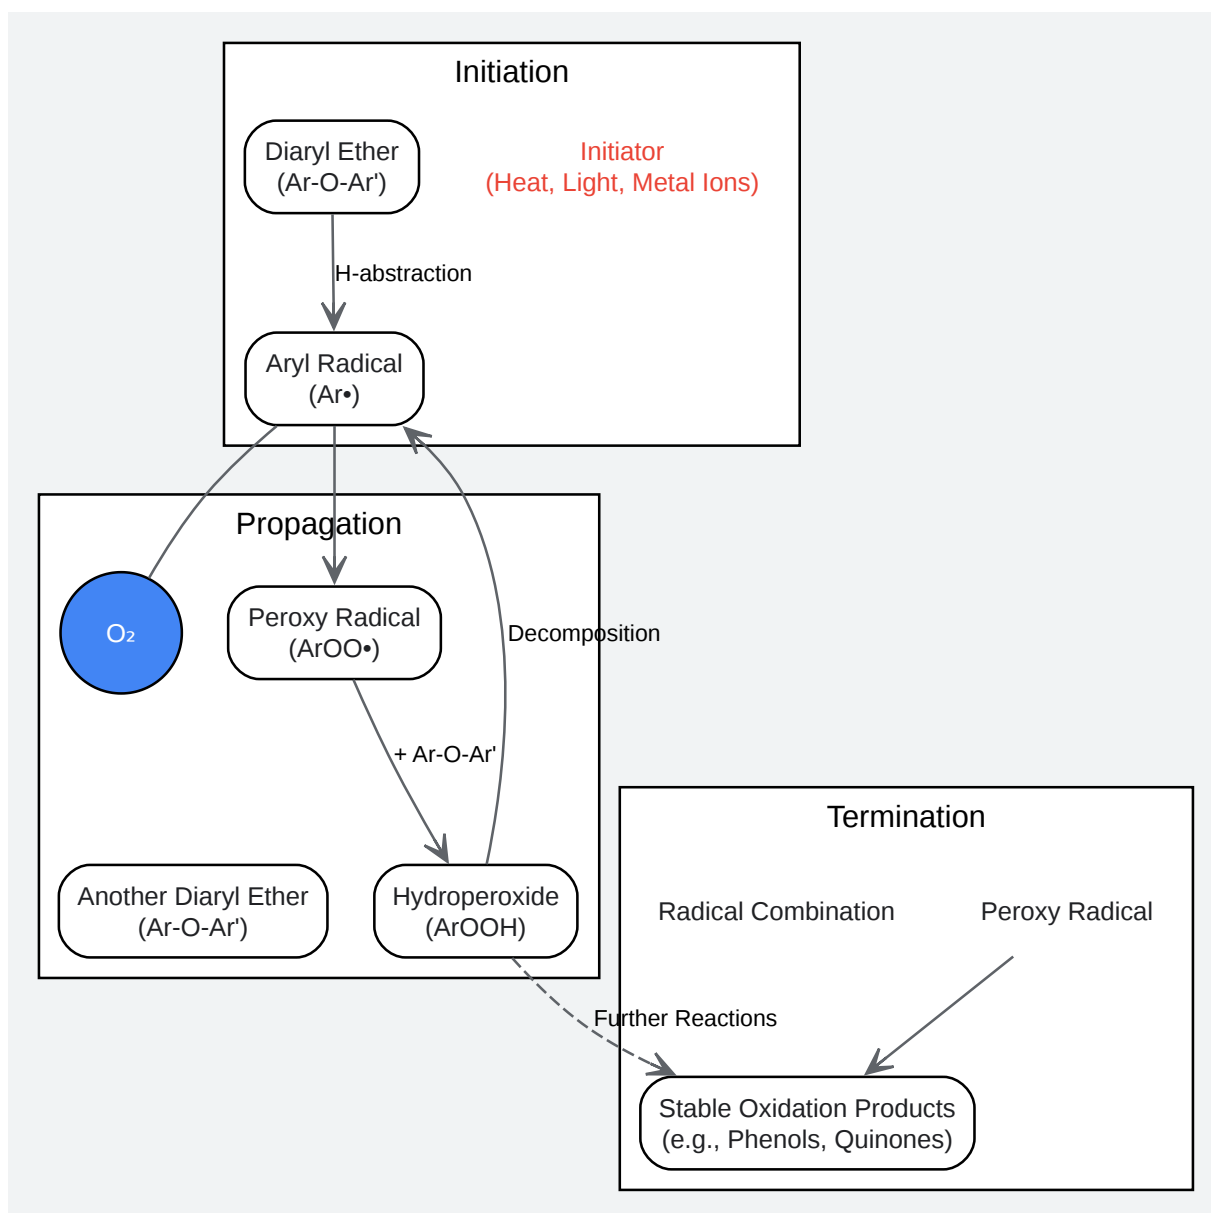 Initiation
Diaryl Ether
(Ar-O-Ar')
Initiator
(Heat, Light, Metal Ions)
H-abstraction
Aryl Radical
(Ar•)
Propagation
O₂
Peroxy Radical
(ArOO•)
Decomposition
+ Ar-O-Ar'
Another Diaryl Ether
(Ar-O-Ar')
Hydroperoxide
(ArOOH)
Termination
Radical Combination
Peroxy Radical
Further Reactions
Stable Oxidation Products
(e.g., Phenols, Quinones)